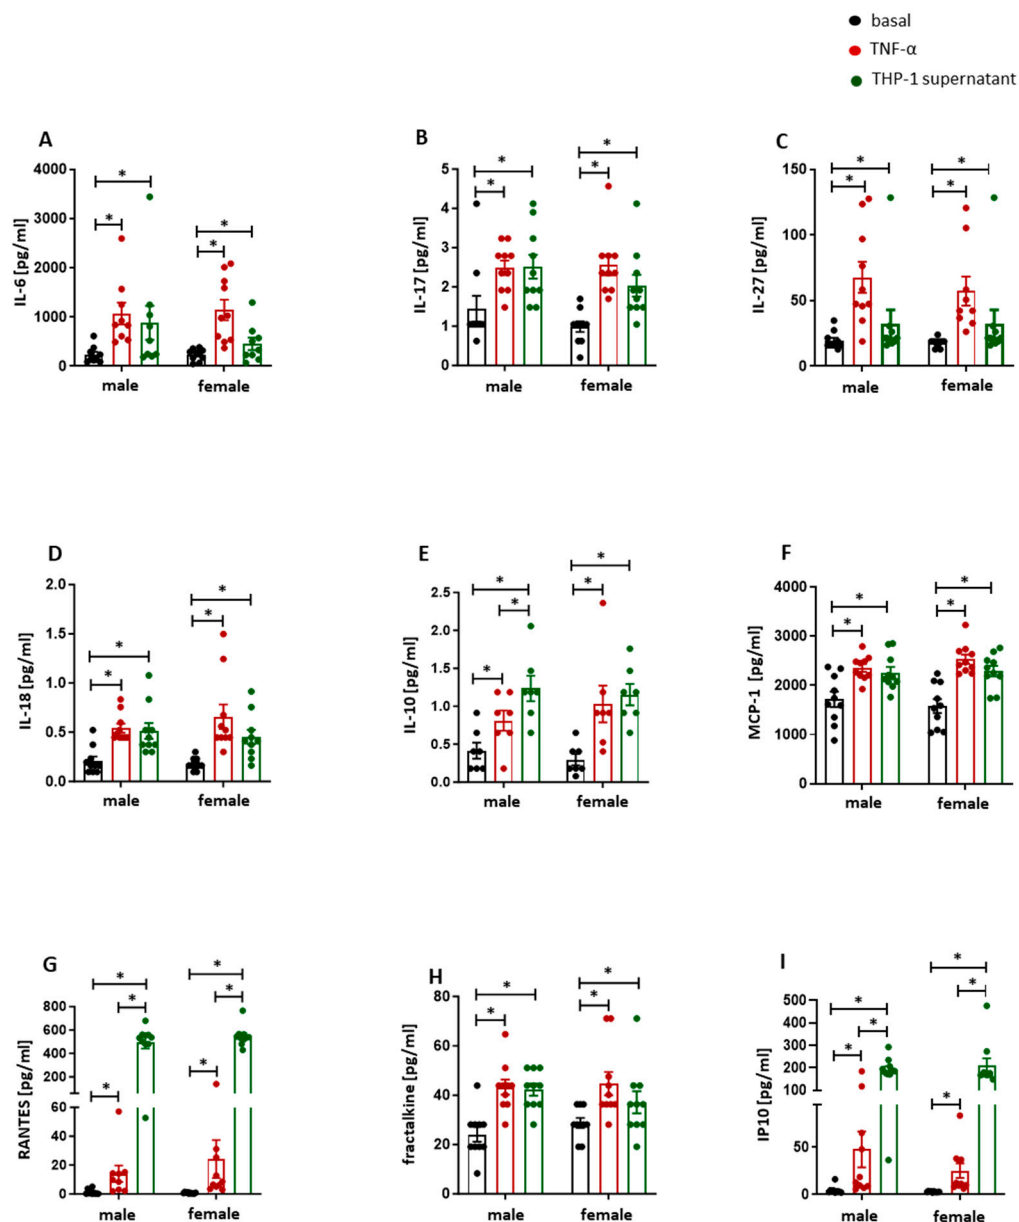 basal
TNF-α
THP-1 supernatant
A
IL-6 [pg/ml]
4000
3000
2000
1000
0
* * * *
male female
B
IL-17 [pg/ml]
5
4
3
2
1
0
* * * *
male female
C
IL-27 [pg/ml]
150
100
50
0
* * * *
male female
D
IL-18 [pg/ml]
2.0
1.5
1.0
0.5
0.0
* * * *
male female
E
IL-10 [pg/ml]
2.5
2.0
1.5
1.0
0.5
0.0
* * * * *
male female
F
MCP-1 [pg/ml]
4000
3000
2000
1000
0
* * * *
male female
G
RANTES [pg/ml]
800
600
400
200
60
40
20
0
* * * * * *
male female
H
fractalkine [pg/ml]
80
60
40
20
0
* * * *
male female
I
IP10 [pg/ml]
500
400
300
200
100
50
0
* * * * * *
male female